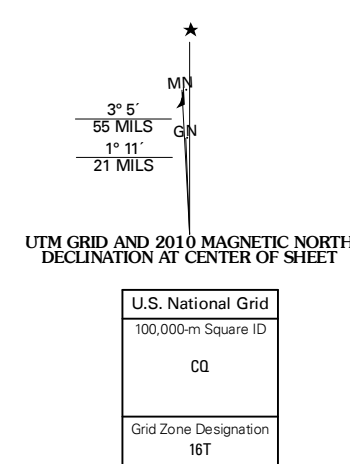 ★
MN
3° 5´
55 MILS
GN
1° 11´
21 MILS
UTM GRID AND 2010 MAGNETIC NORTH
DECLINATION AT CENTER OF SHEET
U.S. National Grid
100,000-m Square ID
CQ
Grid Zone Designation
16T